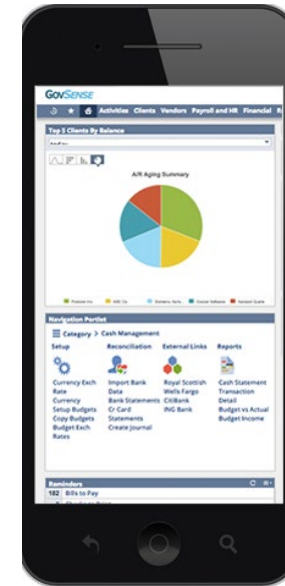 GOVSENSE
Activities Clients Vendors Payroll and HR Financial
Top 5 Clients By Balance
A/R Aging Summary
Navigation Portlet
Category > Cash Management
Setup Reconciliation External Links Reports
Currency Exch Import Bank Royal Scottish Cash Statement
Rate Data Wells Fargo Transaction
Currency Bank Statements CitiBank Detail
Setup Budgets Cr Card ING Bank Budget vs Actual
Copy Budgets Statements Budget Income
Budget Exch Create Journal
Rates
Reminders
182 Bills to Pay